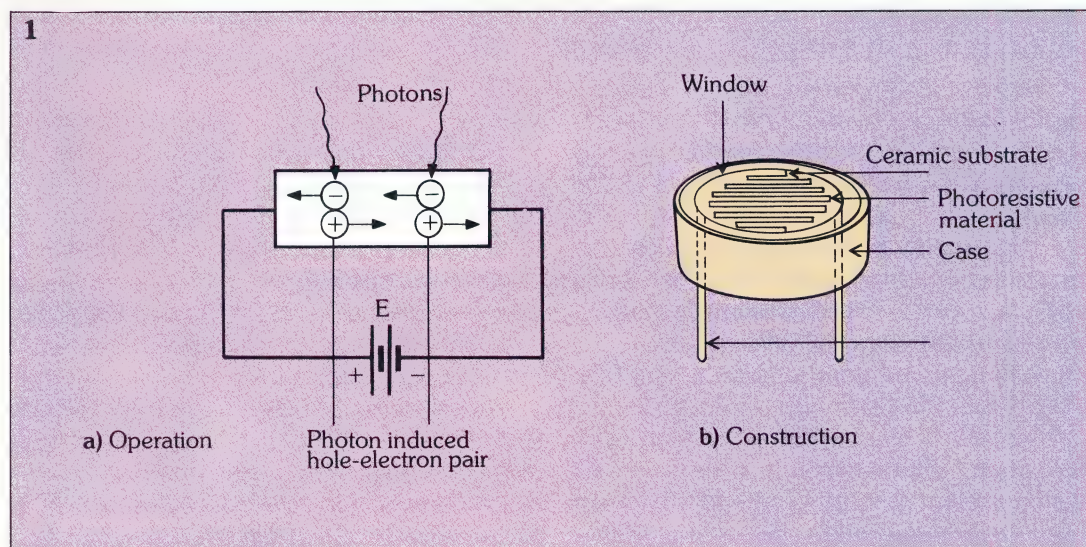 1
Photons
−
−
+
+
E
+ −
a) Operation
Photon induced
hole-electron pair
Window
Ceramic substrate
Photoresistive
material
Case
b) Construction